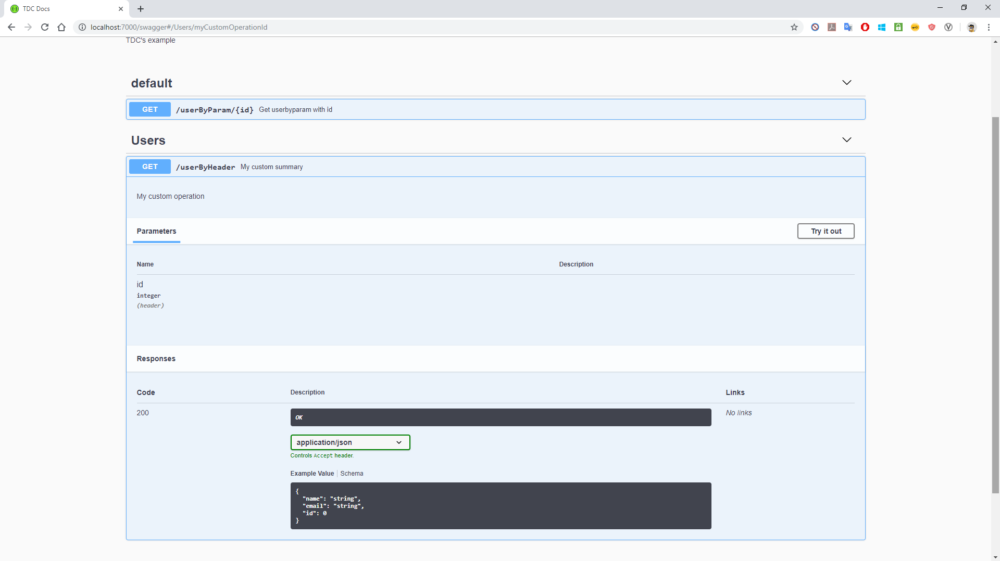 TDC Docs
localhost:7000/swagger#/Users/myCustomOperationId
TDC's example
default
GET /userByParam/{id} Get userbyparam with id
Users
GET /userByHeader My custom summary
My custom operation
Parameters Try it out
Name Description
id
integer
(header)
Responses
Code Description Links
200 OK No links
application/json
Controls Accept header.
Example Value Schema
{
"name": "string",
"email": "string",
"id": 0
}